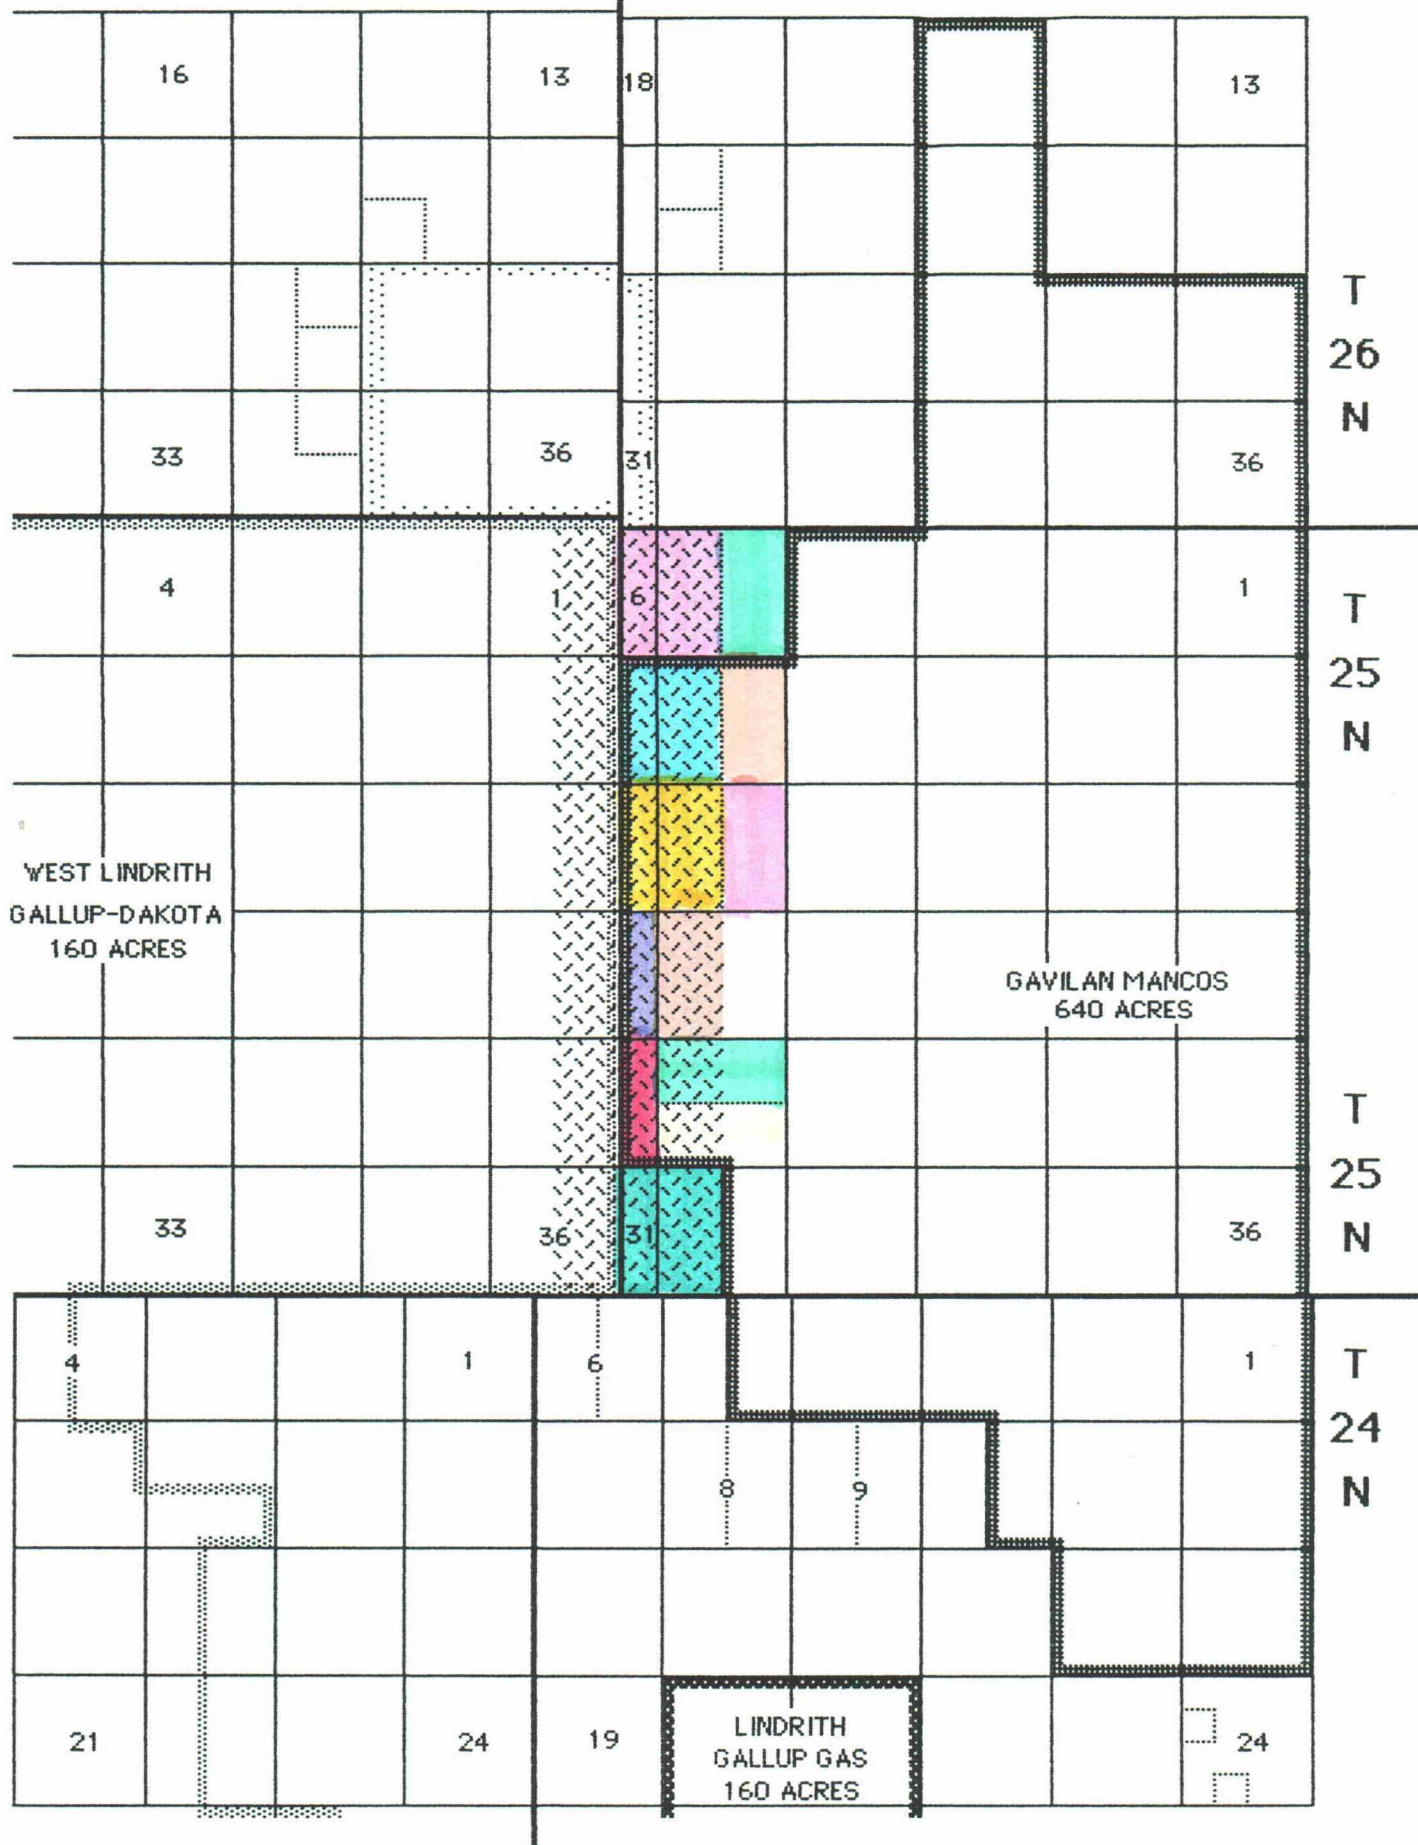 16
13
18
13
T
26
N
33
36
31
36
4
1
6
1
T
25
N
WEST LINDRITH
GALLUP-DAKOTA
160 ACRES
GAVILAN MANCOS
640 ACRES
T
25
N
33
36
31
36
4
1
6
1
T
24
N
8
9
21
24
19
LINDRITH
GALLUP GAS
160 ACRES
24